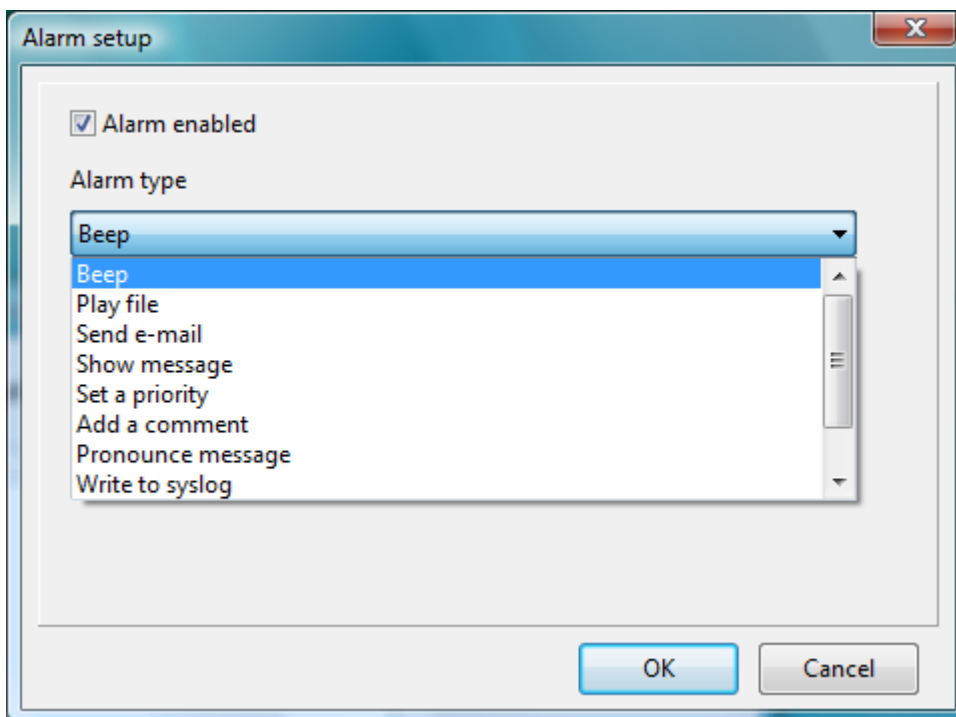 Alarm setup
Alarm enabled
Alarm type
Beep
Beep
Play file
Send e-mail
Show message
Set a priority
Add a comment
Pronounce message
Write to syslog
OK Cancel